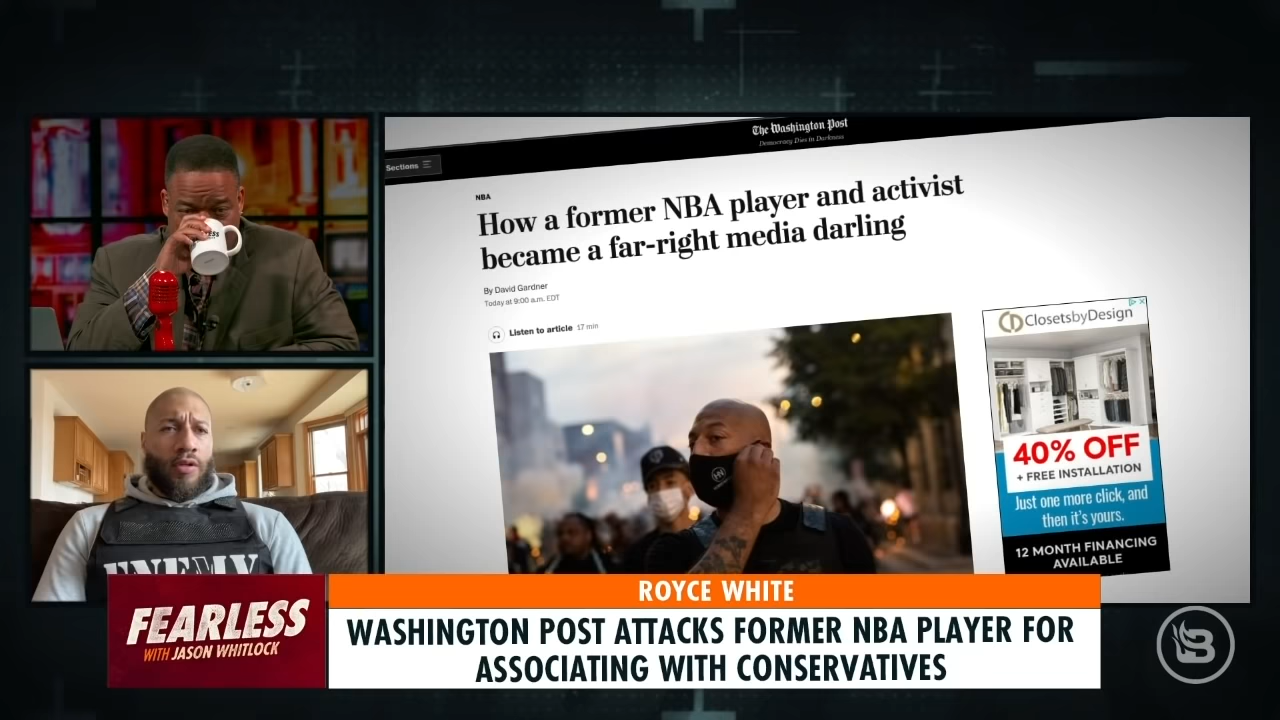 The Washington Post
Democracy Dies in Darkness
Sections
NBA
How a former NBA player and activist
became a far-right media darling
By David Gardner
Today at 9:00 a.m. EDT
Listen to article 17 min
ClosetsbyDesign
40% OFF
+ FREE INSTALLATION
Just one more click, and
then it's yours.
12 MONTH FINANCING
AVAILABLE
ENEMY
FEARLESS
WITH JASON WHITLOCK
ROYCE WHITE
WASHINGTON POST ATTACKS FORMER NBA PLAYER FOR
ASSOCIATING WITH CONSERVATIVES
B